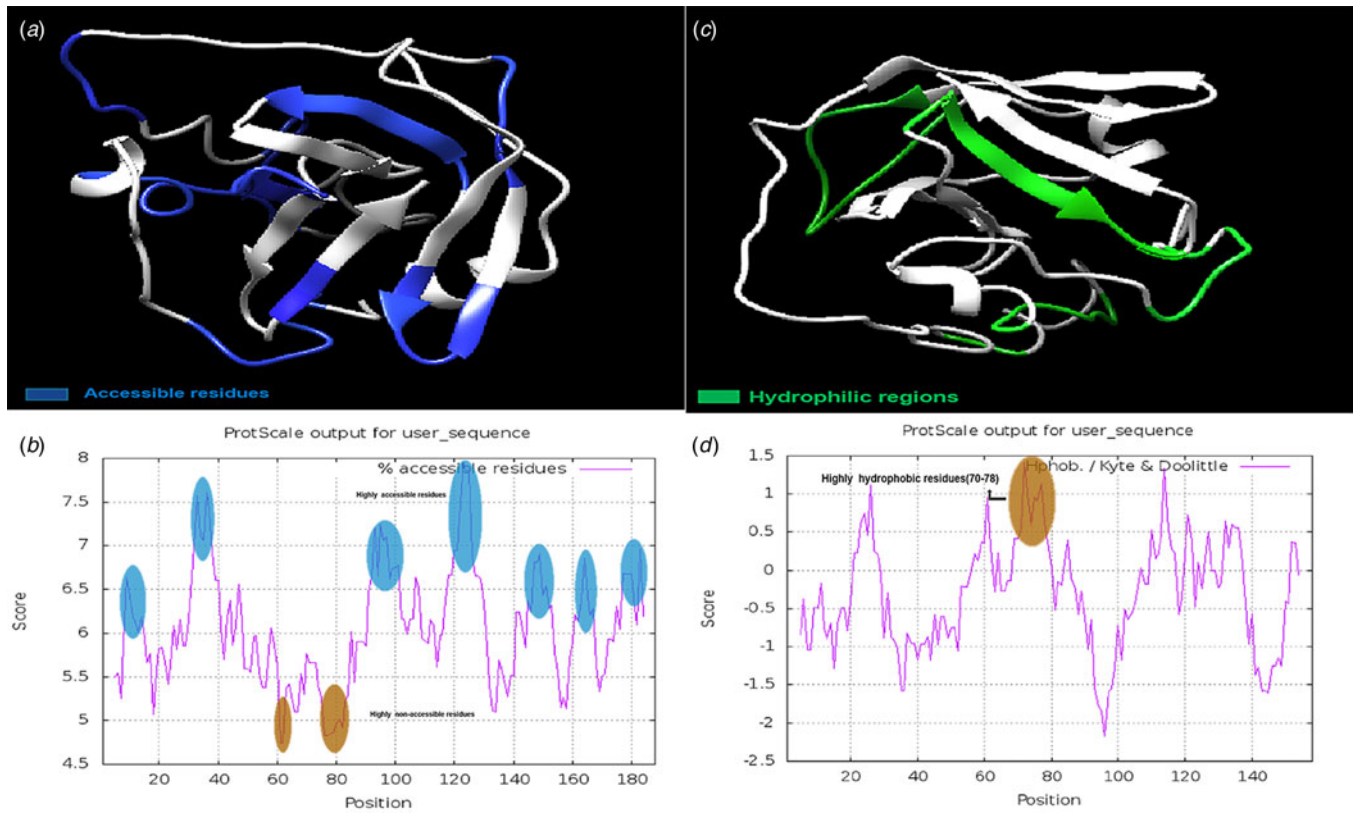 (a)
Accessible residues
(c)
Hydrophilic regions
(b)
ProtScale output for user_sequence
% accessible residues
Highly accessible residues
Highly non-accessible residues
8
7.5
7
6.5
6
5.5
5
4.5
Score
20 40 60 80 100 120 140 160 180
Position
(d)
ProtScale output for user_sequence
Hphob. / Kyte & Doolittle
Highly hydrophobic residues(70-78)
1.5
1
0.5
0
-0.5
-1
-1.5
-2
-2.5
Score
20 40 60 80 100 120 140
Position